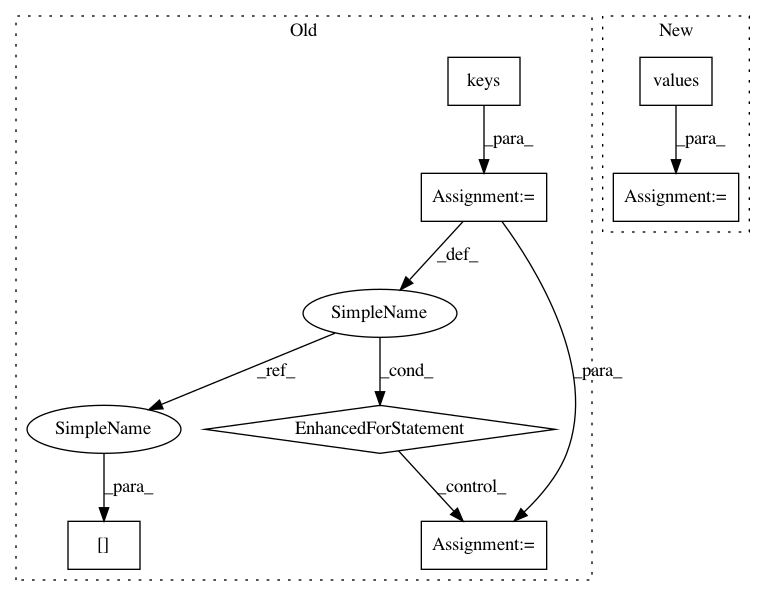 Old
New
keys
values
_para_
_para_
Assignment:=
Assignment:=
_def_
SimpleName
_ref_
_cond_
_para_
SimpleName
EnhancedForStatement
_para_
_control_
[]
Assignment:=